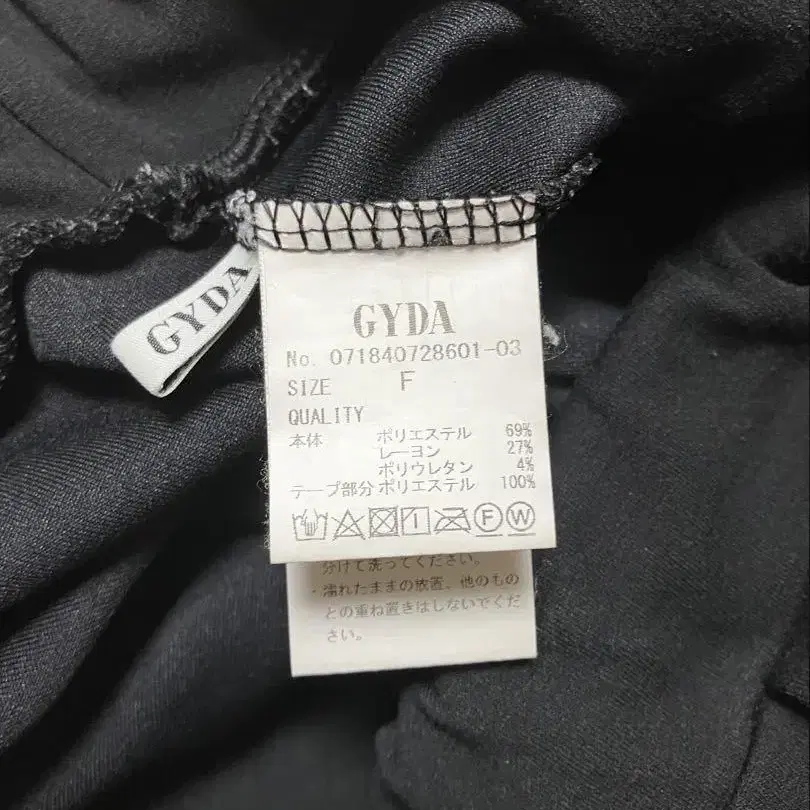 GYDA
GYDA
No. 071840728601-03
SIZE F
QUALITY
本体 ポリエステル 69%
レーヨン 27%
ポリウレタン 4%
テープ部分 ポリエステル 100%
F W
分けて洗ってください。
・濡れたままの放置、他のもの
との重ね置きはしないでくだ
さい。